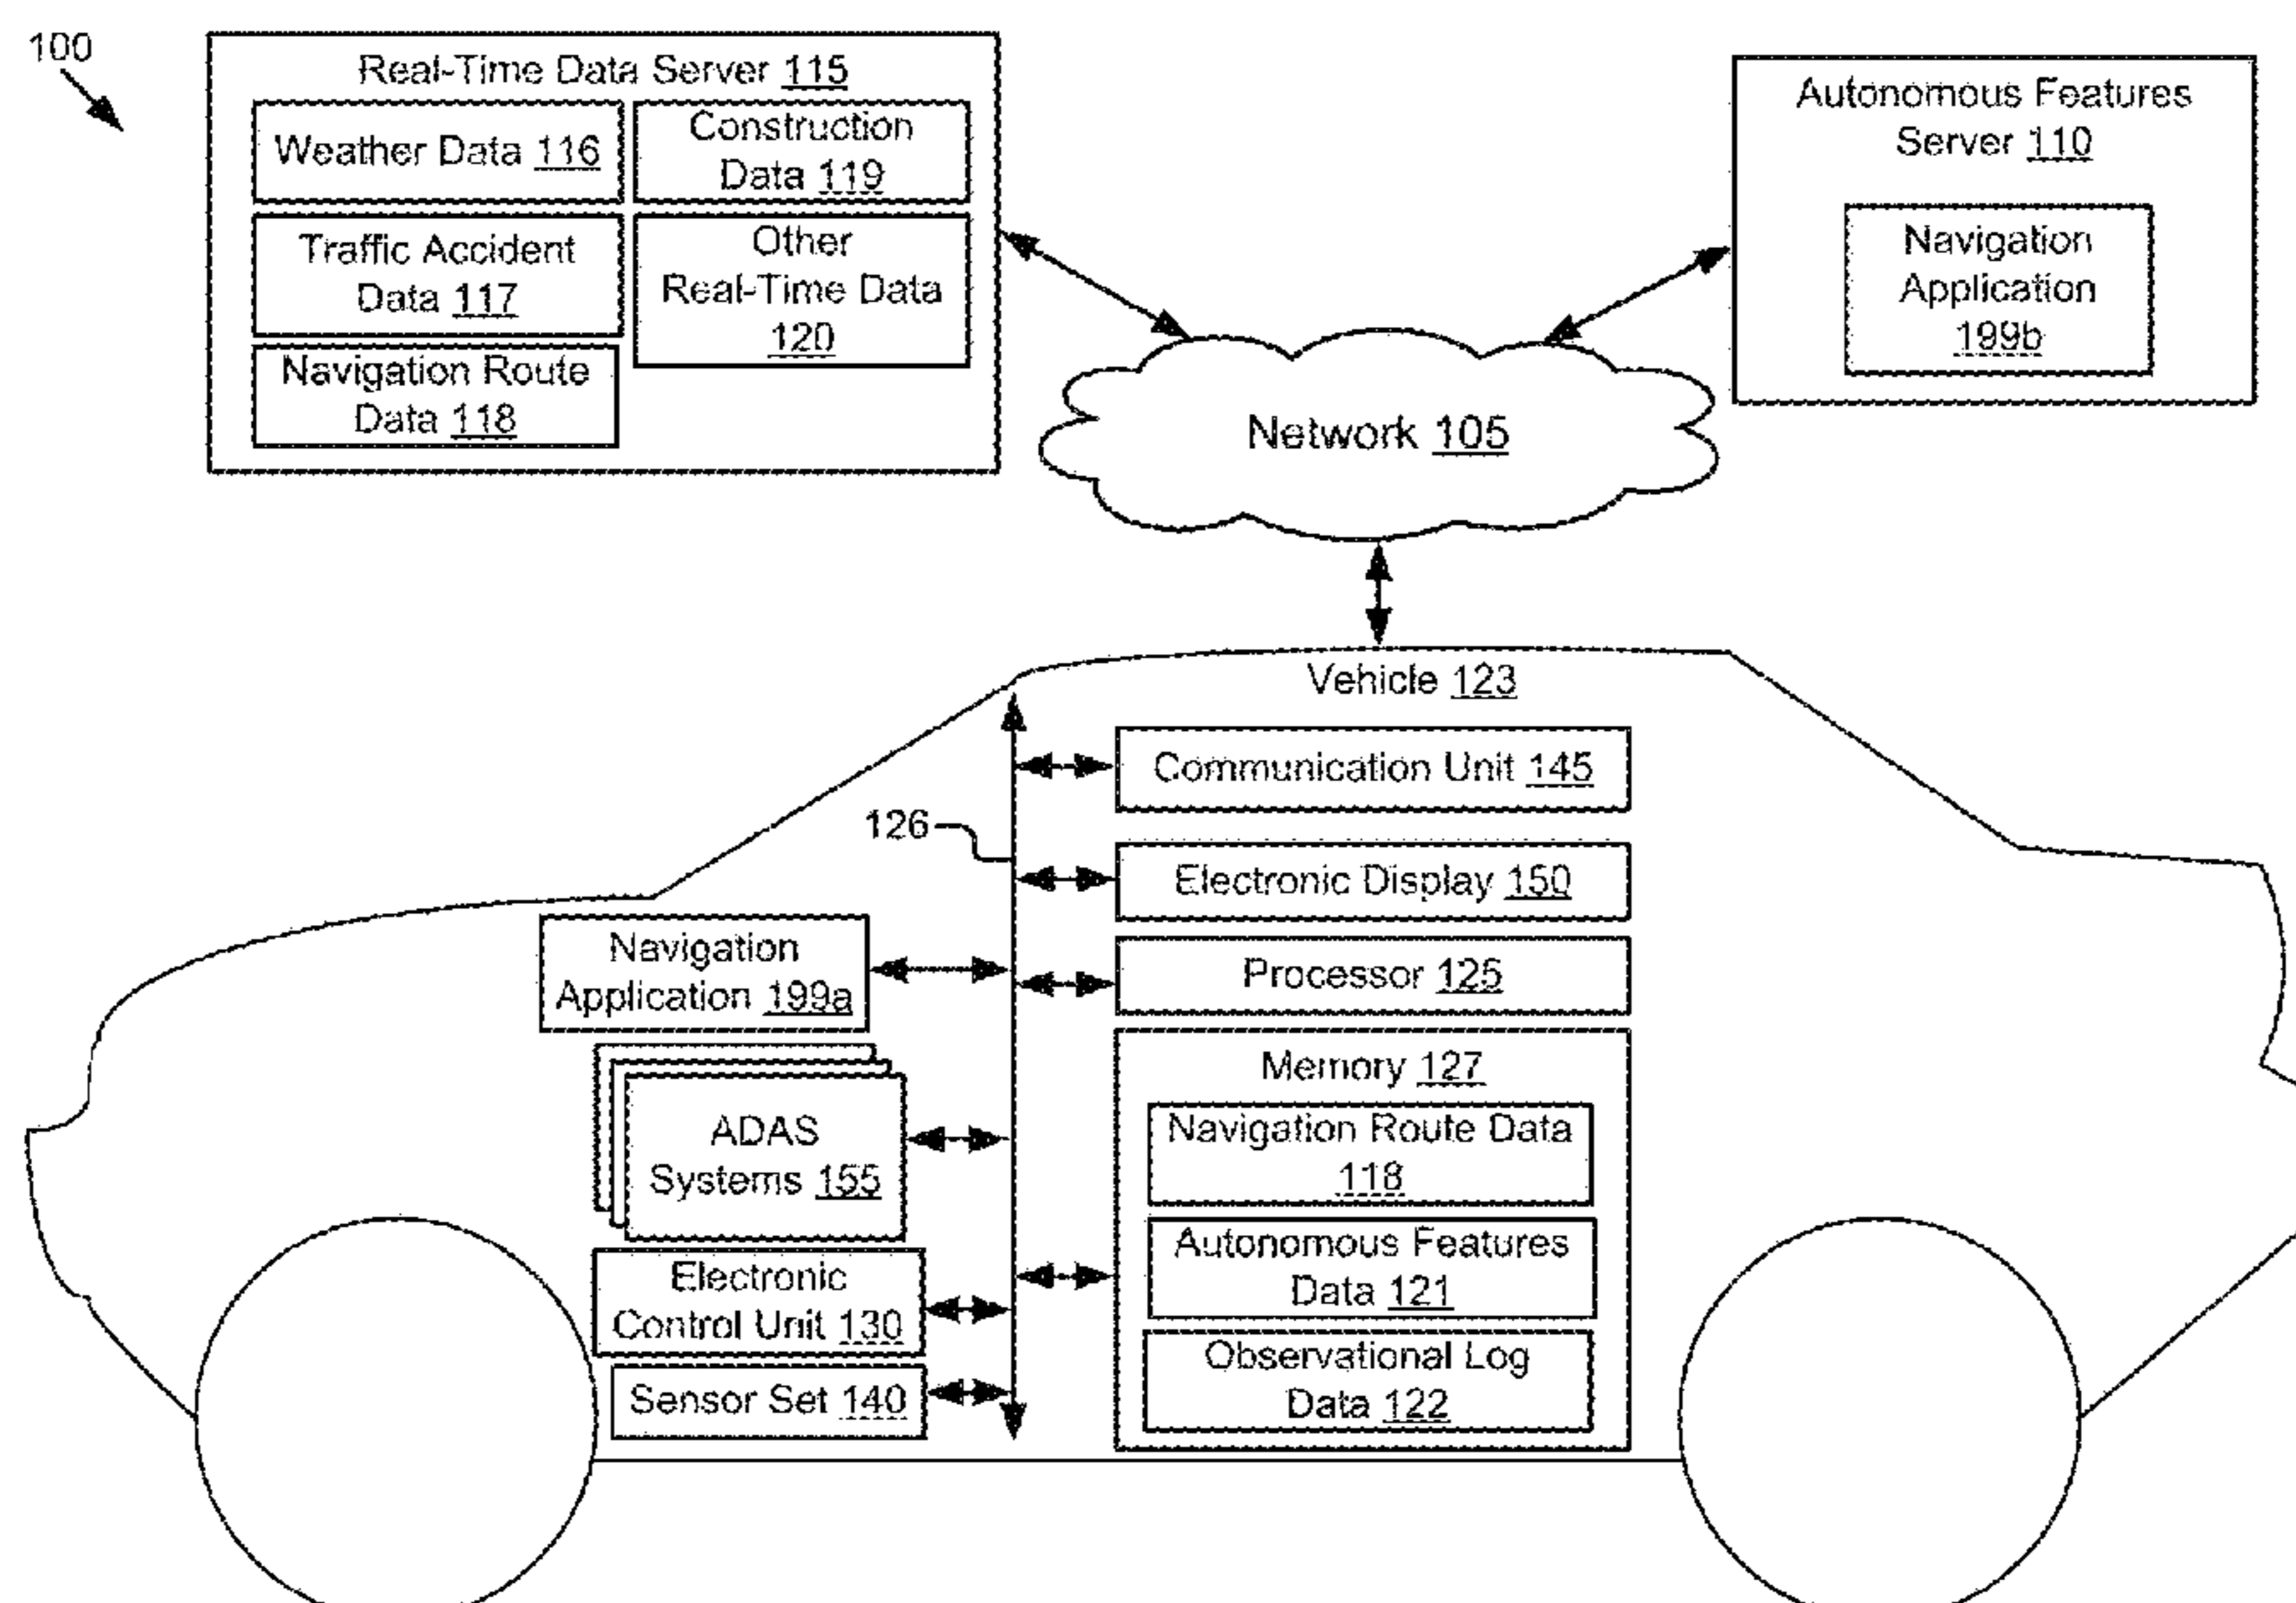 100
Real-Time Data Server 115
Weather Data 116
Construction
Data 119
Traffic Accident
Data 117
Other
Real-Time Data
120
Navigation Route
Data 118
Autonomous Features
Server 110
Navigation
Application
199b
Network 105
Vehicle 123
Communication Unit 145
126
Electronic Display 150
Navigation
Application 199a
Processor 125
ADAS
Systems 155
Memory 127
Navigation Route Data
118
Autonomous Features
Data 121
Observational Log
Data 122
Electronic
Control Unit 130
Sensor Set 140